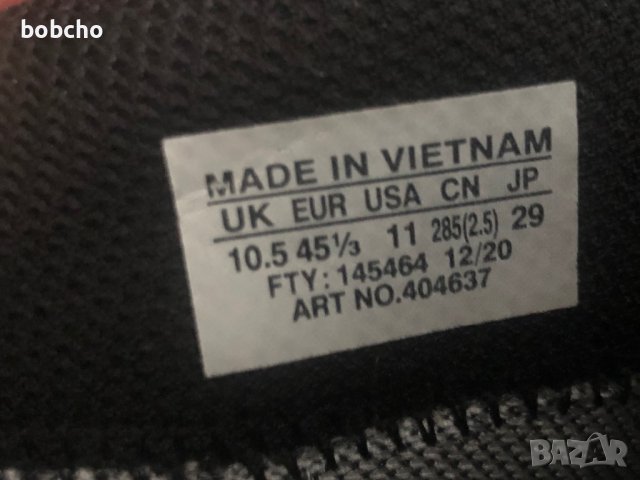 bobcho
MADE IN VIETNAM
UK EUR USA CN JP
10.5 45⅓ 11 285(2.5) 29
FTY: 145464 12/20
ART NO.404637
BAZAR